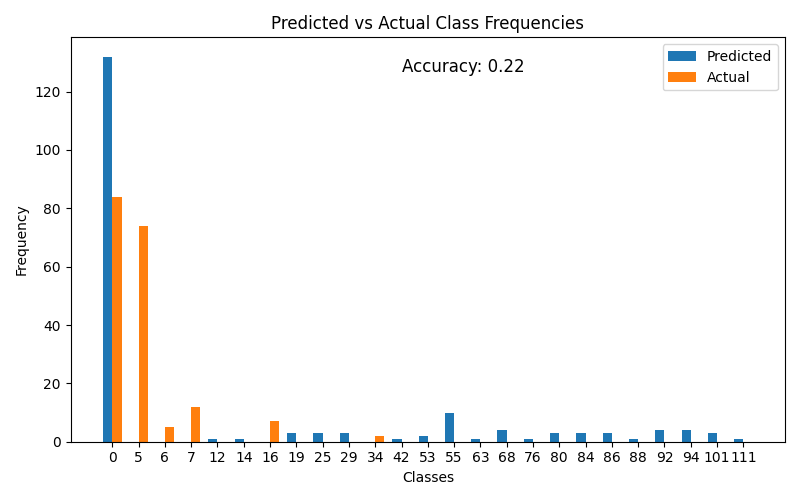 Predicted vs Actual Class Frequencies
Accuracy: 0.22
Predicted
Actual
Frequency
120
100
80
60
40
20
0
0 5 6 7 12 14 16 19 25 29 34 42 53 55 63 68 76 80 84 86 88 92 94 101 111
Classes